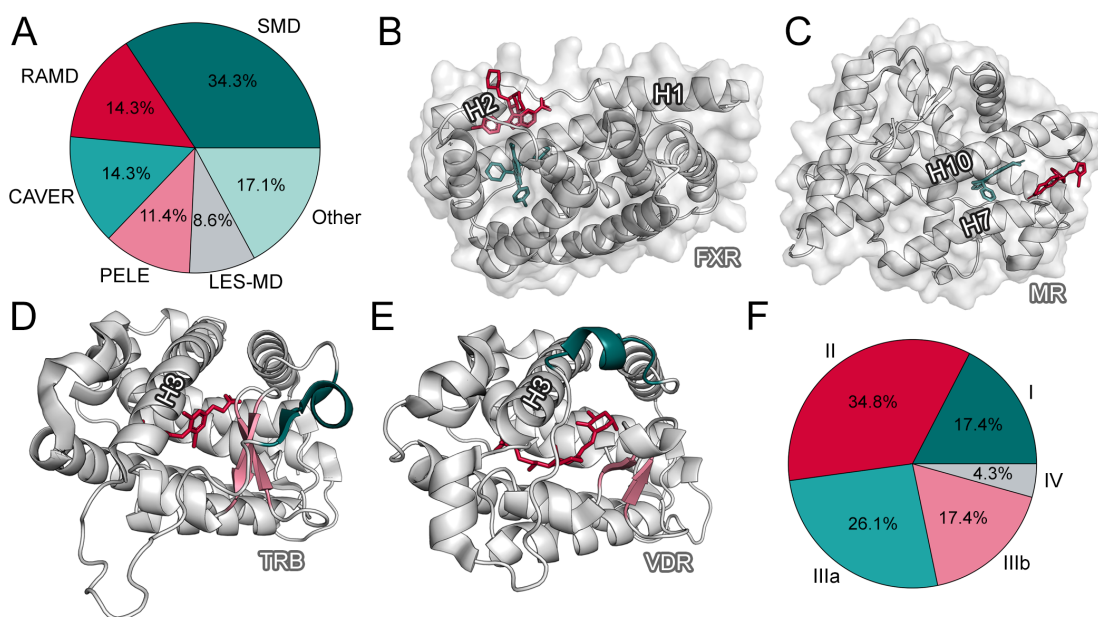 A
SMD
34.3%
RAMD
14.3%
CAVER
14.3%
PELE
11.4%
LES-MD
8.6%
Other
17.1%
B
H2
H1
FXR
C
H10
H7
MR
D
H3
TRB
E
H3
VDR
F
II
34.8%
I
17.4%
IV
4.3%
IIIb
17.4%
IIIa
26.1%